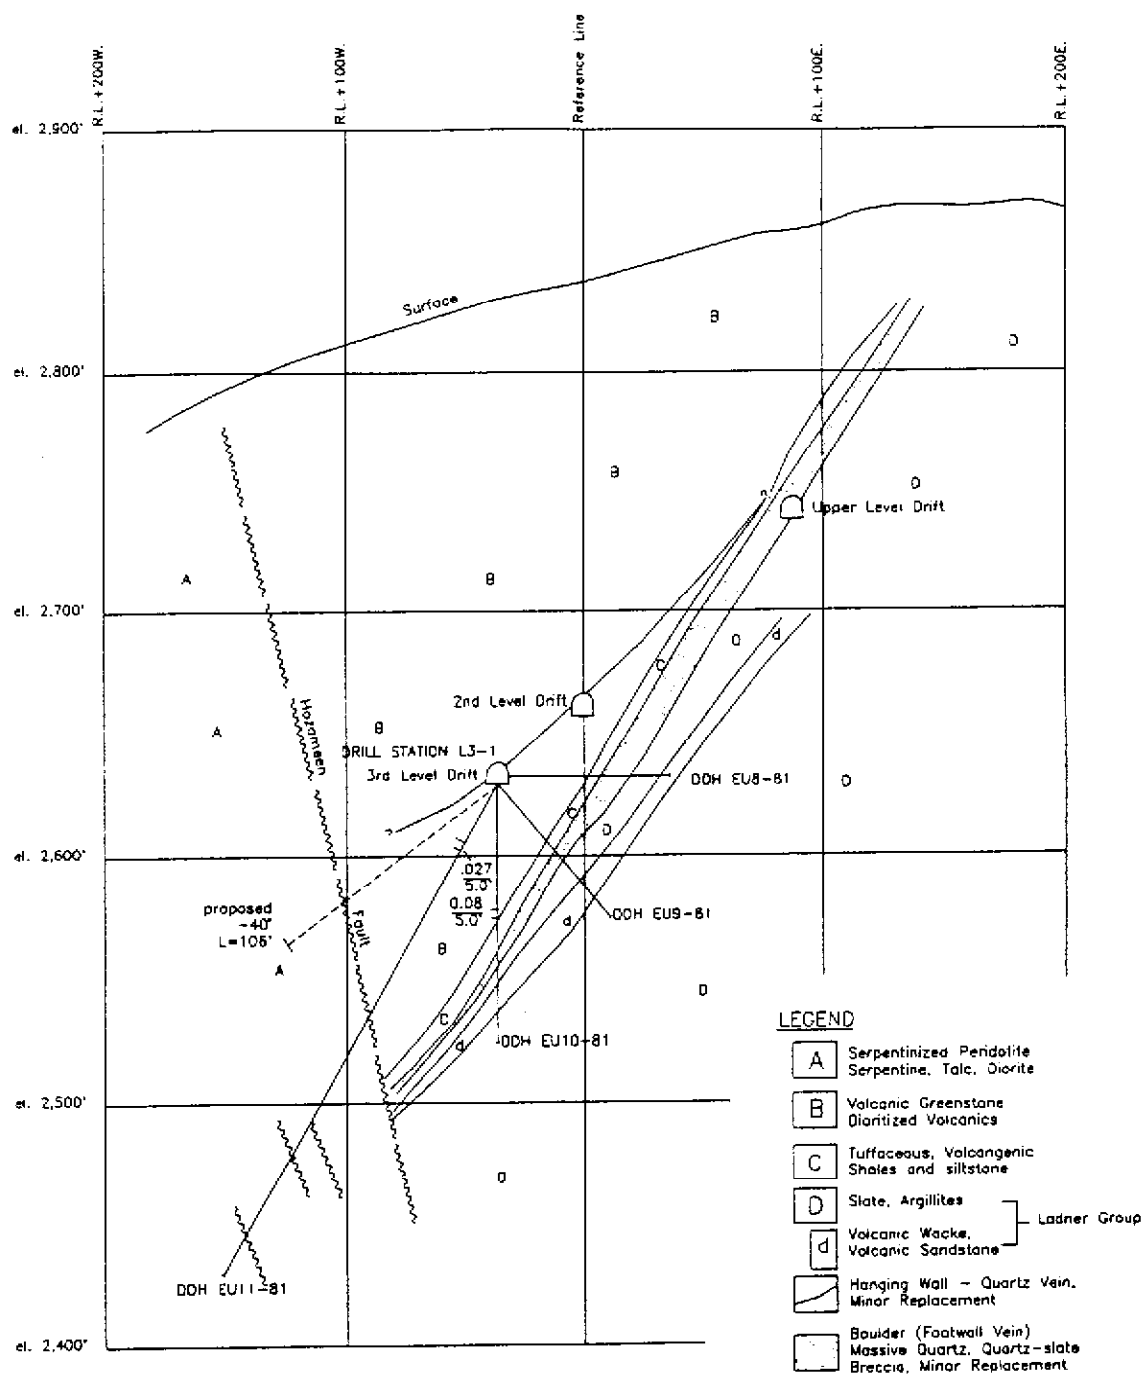 R.L.+200W.
R.L.+100W.
Reference Line
R.L.+100E.
R.L.+200E.
el. 2,900'
Surface
B
D
el. 2,800'
B
D
Upper Level Drift
A
B
el. 2,700'
D
d
C
2nd Level Drift
A
B
DRILL STATION L3-1
3rd Level Drift
DDH EU8-81
D
Hozameen
C
D
?
el. 2,600'
.027
5.0'
0.08
5.0'
proposed
-40°
L=106'
Fault
DDH EU9-81
d
B
A
D
C
d
DDH EU10-81
el. 2,500'
D
DDH EU11-81
el. 2,400'
LEGEND
A
Serpentinized Peridotite
Serpentine, Talc, Diorite
B
Volcanic Greenstone
Dioritized Volcanics
C
Tuffaceous, Volcangenic
Shales and siltstone
D
Slate, Argillites
d
Volcanic Wacke,
Volcanic Sandstone
Ladner Group
Hanging Wall - Quartz Vein,
Minor Replacement
Boulder (Footwall Vein)
Massive Quartz, Quartz-slate
Breccia, Minor Replacement